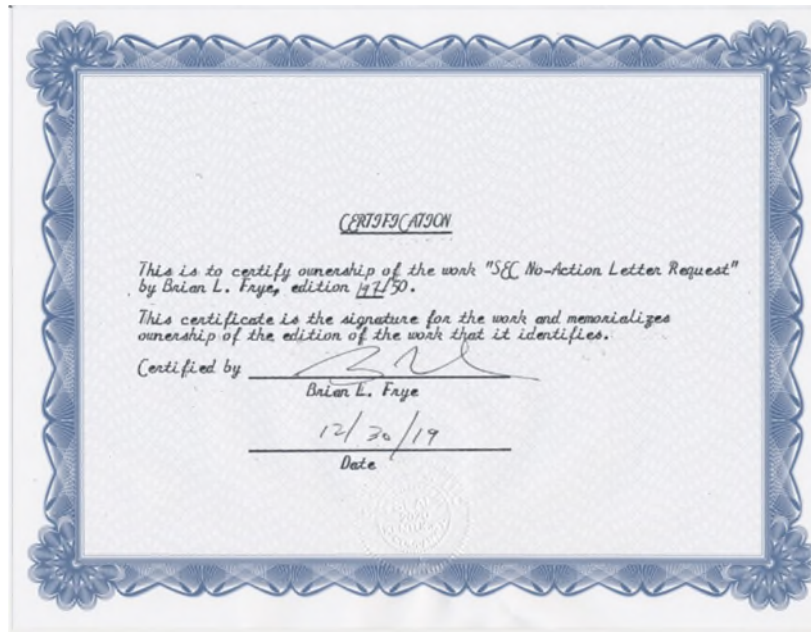 CERTIFICATION
This is to certify ownership of the work "SEC No-Action Letter Request"
by Brian L. Frye, edition 197/50.
This certificate is the signature for the work and memorializes
ownership of the edition of the work that it identifies.
Certified by
Brian L. Frye
12/30/19
Date